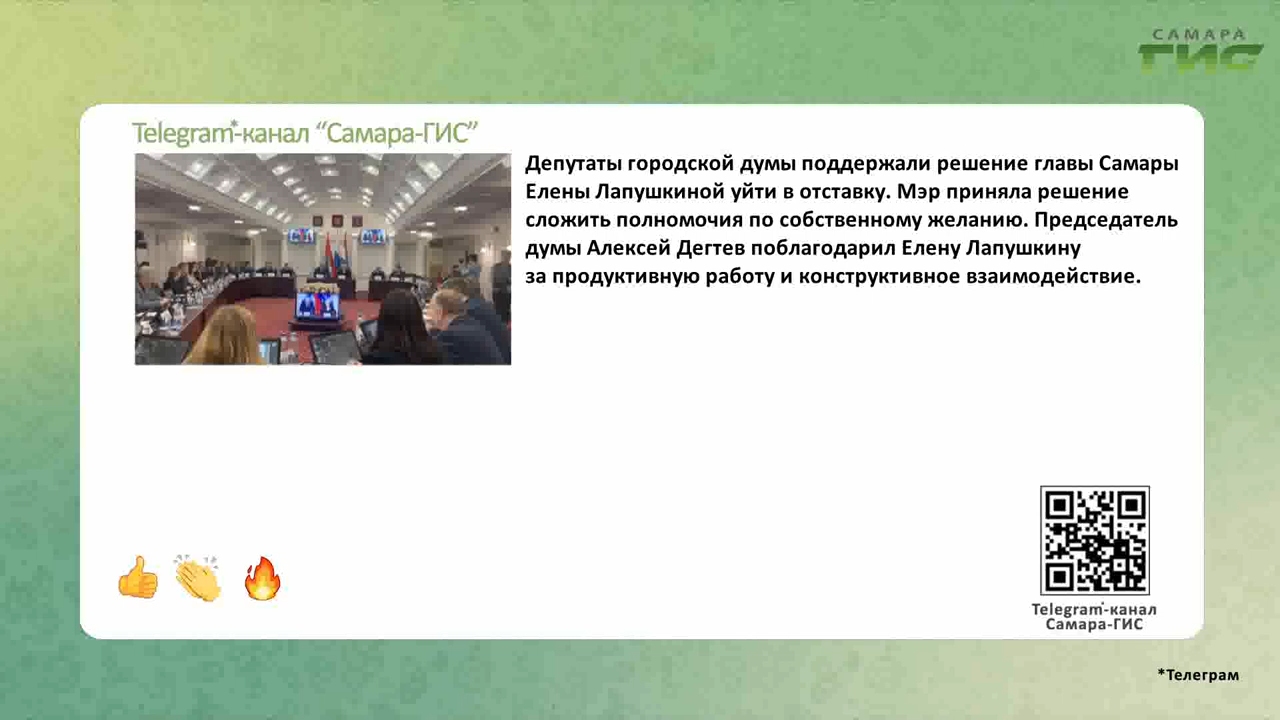 САМАРА
ГИС
Telegram*-канал “Самара-ГИС”
Депутаты городской думы поддержали решение главы Самары
Елены Лапушкиной уйти в отставку. Мэр приняла решение
сложить полномочия по собственному желанию. Председатель
думы Алексей Дегтев поблагодарил Елену Лапушкину
за продуктивную работу и конструктивное взаимодействие.
Telegram*-канал
Самара-ГИС
*Телеграм